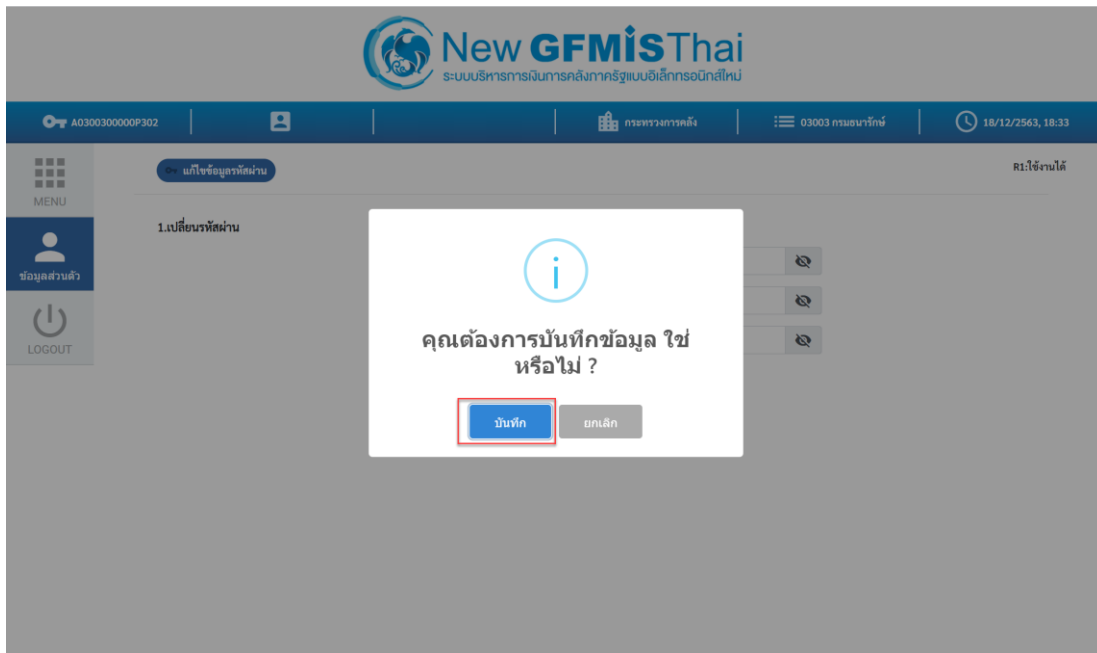 New GFMIS Thai
ระบบบริหารการเงินการคลังภาครัฐแบบอิเล็กทรอนิกส์ใหม่
A0300300000P302
กระทรวงการคลัง
03003 กรมธนารักษ์
18/12/2563, 18:33
MENU
แก้ไขข้อมูลรหัสผ่าน
R1:ใช้งานได้
1.เปลี่ยนรหัสผ่าน
ข้อมูลส่วนตัว
LOGOUT
คุณต้องการบันทึกข้อมูล ใช่
หรือไม่ ?
บันทึก
ยกเลิก